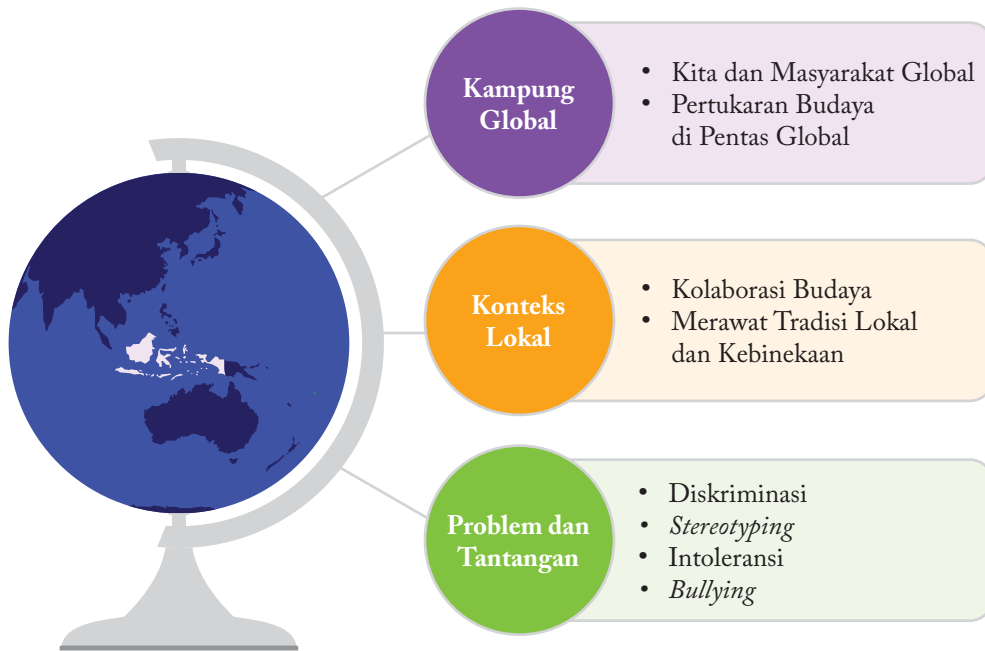 Kampung
Global
• Kita dan Masyarakat Global
• Pertukaran Budaya
di Pentas Global
Konteks
Lokal
• Kolaborasi Budaya
• Merawat Tradisi Lokal
dan Kebinekaan
Problem dan
Tantangan
• Diskriminasi
• Stereotyping
• Intoleransi
• Bullying